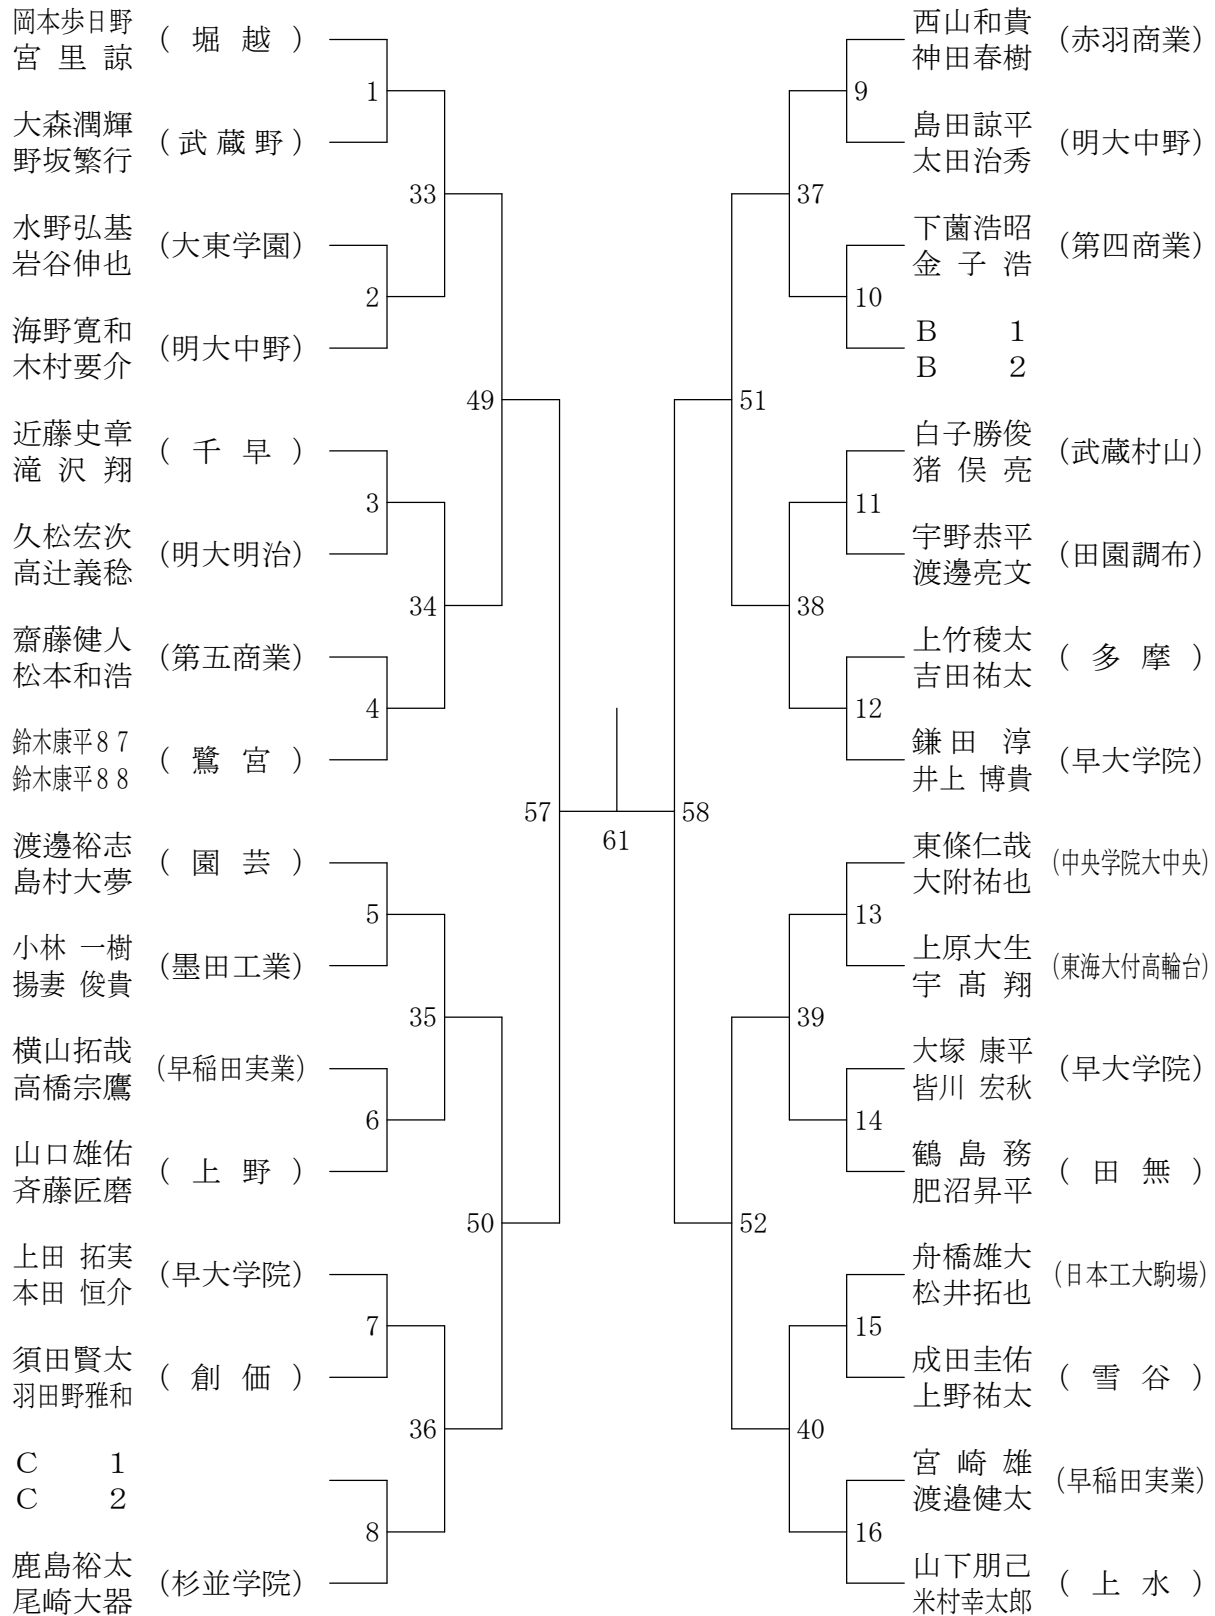 岡本歩日野
宮里諒
(堀越)
1
大森潤輝
野坂繁行
(武蔵野)
33
水野弘基
岩谷伸也
(大東学園)
2
海野寛和
木村要介
(明大中野)
49
近藤史章
滝沢翔
(千早)
3
久松宏次
高辻義稔
(明大明治)
34
齋藤健人
松本和浩
(第五商業)
4
鈴木康平87
鈴木康平88
(鷺宮)
57
渡邊裕志
島村大夢
(園芸)
5
小林 一樹
揚妻 俊貴
(墨田工業)
35
横山拓哉
高橋宗鷹
(早稲田実業)
6
山口雄佑
斉藤匠磨
(上野)
50
上田 拓実
本田 恒介
(早大学院)
7
須田賢太
羽田野雅和
(創価)
36
C 1
C 2
8
鹿島裕太
尾崎大器
(杉並学院)
61
西山和貴
神田春樹
(赤羽商業)
9
島田諒平
太田治秀
(明大中野)
37
下薗浩昭
金子浩
(第四商業)
10
B 1
B 2
51
白子勝俊
猪俣亮
(武蔵村山)
11
宇野恭平
渡邊亮文
(田園調布)
38
上竹稜太
吉田祐太
(多摩)
12
鎌田 淳
井上 博貴
(早大学院)
58
東條仁哉
大附祐也
(中央学院大中央)
13
上原大生
宇髙翔
(東海大付高輪台)
39
大塚 康平
皆川 宏秋
(早大学院)
14
鶴島務
肥沼昇平
(田無)
52
舟橋雄大
松井拓也
(日本工大駒場)
15
成田圭佑
上野祐太
(雪谷)
40
宮崎雄
渡邉健太
(早稲田実業)
16
山下朋己
米村幸太郎
(上水)